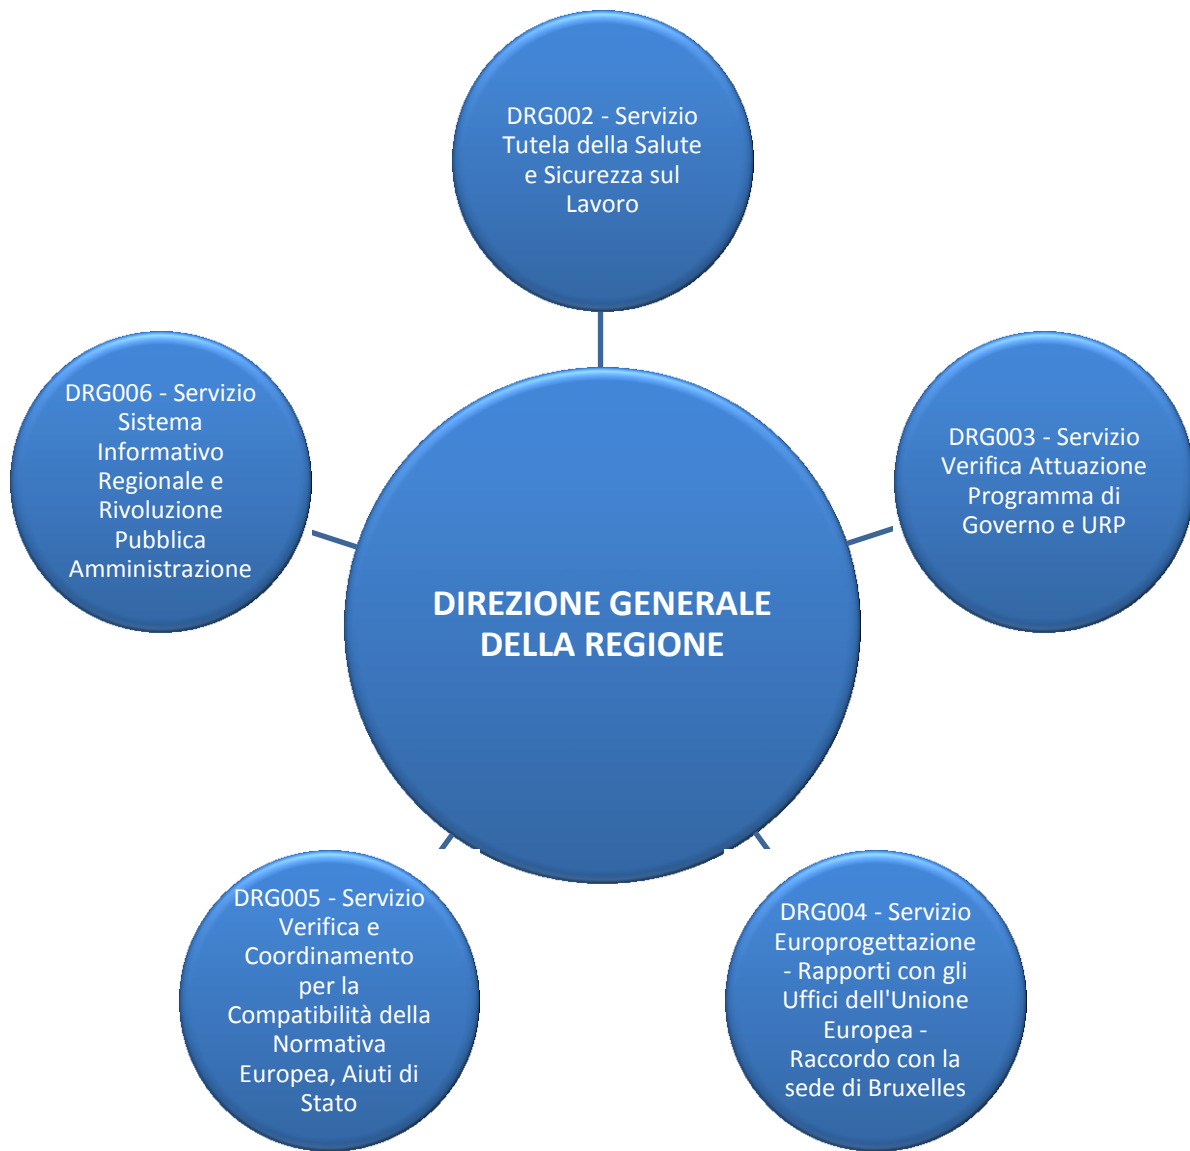 DRG002 - Servizio
Tutela della Salute
e Sicurezza sul
Lavoro
DRG006 - Servizio
Sistema
Informativo
Regionale e
Rivoluzione
Pubblica
Amministrazione
DRG003 - Servizio
Verifica Attuazione
Programma di
Governo e URP
DIREZIONE GENERALE
DELLA REGIONE
DRG005 - Servizio
Verifica e
Coordinamento
per la
Compatibilità della
Normativa
Europea, Aiuti di
Stato
DRG004 - Servizio
Europrogettazione
- Rapporti con gli
Uffici dell'Unione
Europea -
Raccordo con la
sede di Bruxelles